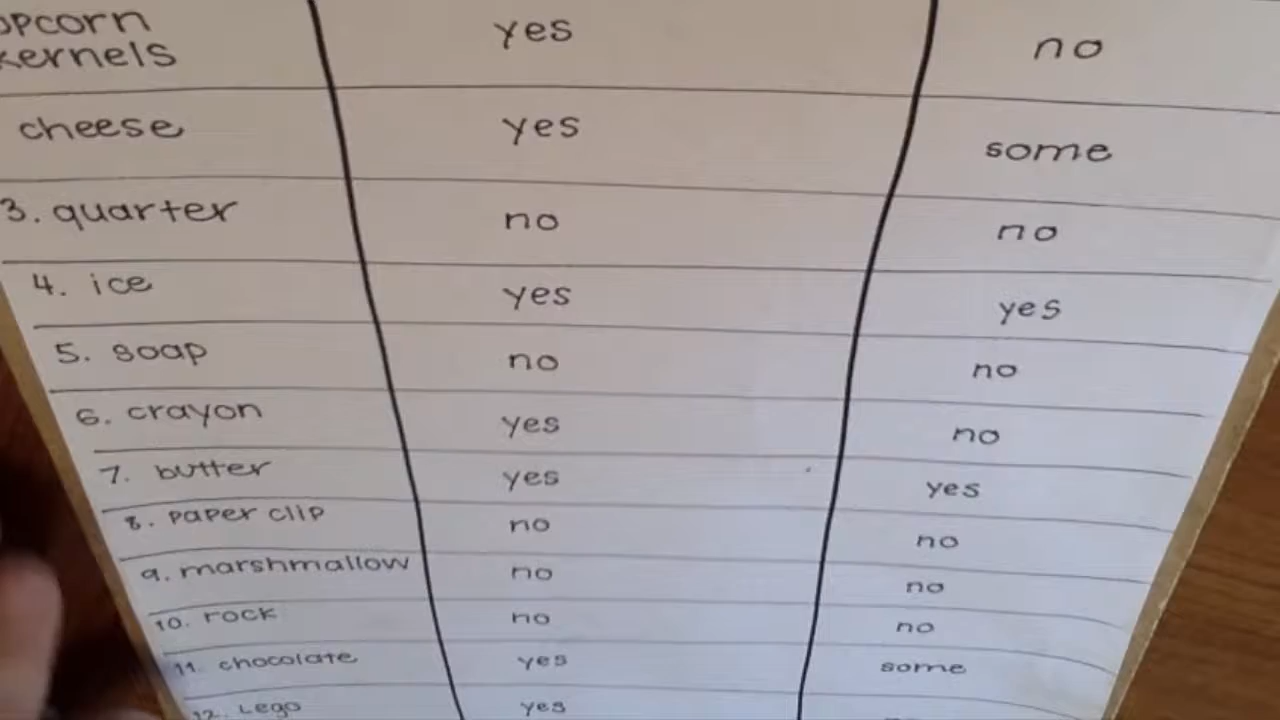 opcorn
kernels yes no
cheese yes some
3. quarter no no
4. ice yes yes
5. soap no no
6. crayon yes no
7. butter yes yes
8. paper clip no no
9. marshmallow no no
10. rock no no
11. chocolate yes some
12. Lego yes